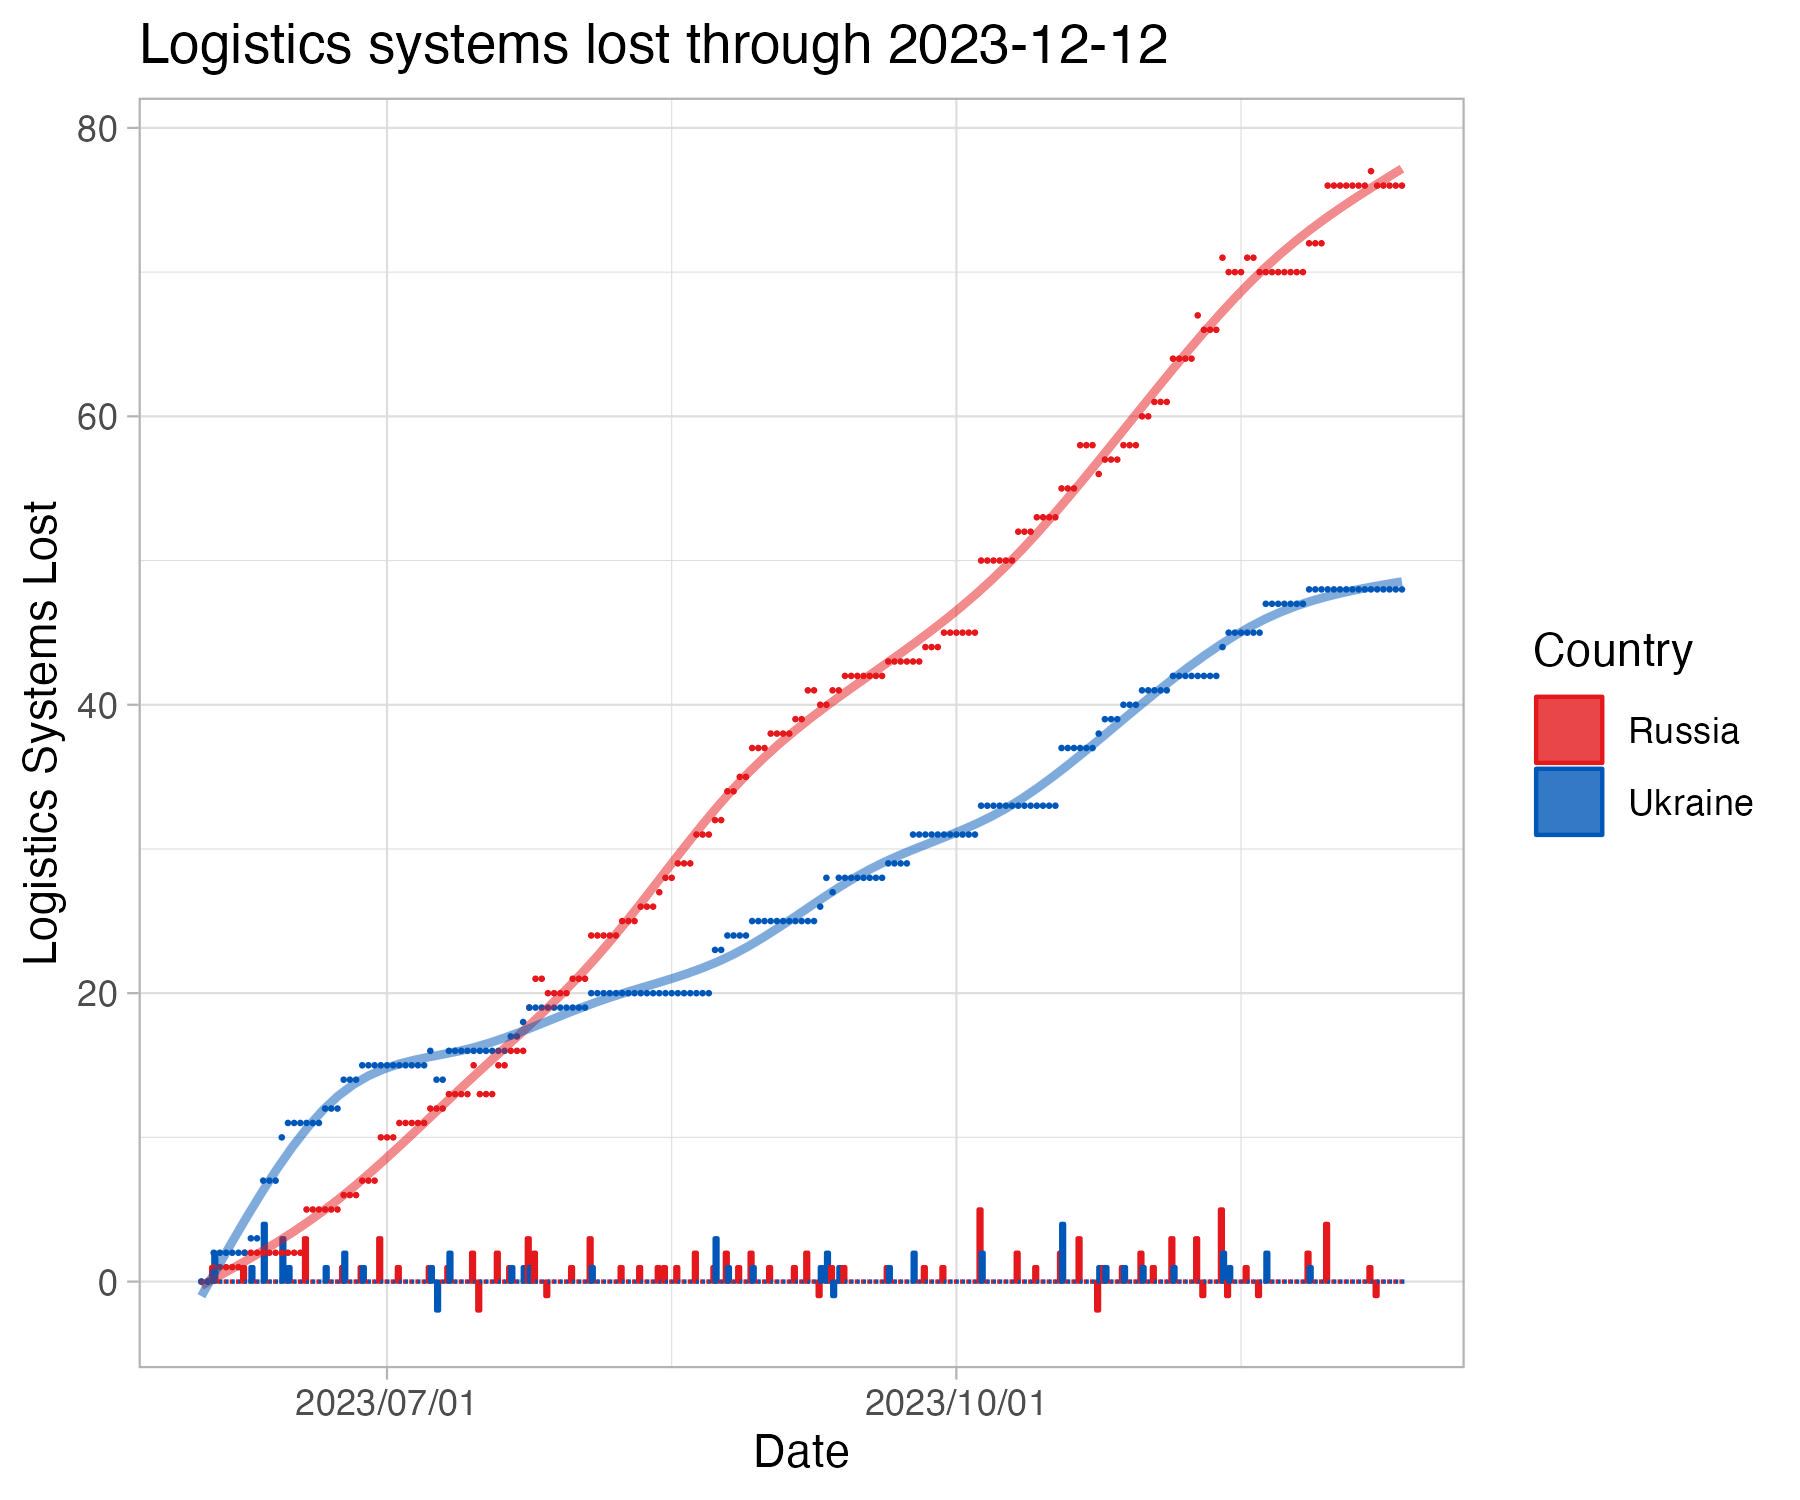 Logistics systems lost through 2023-12-12
80
60
40
20
0
Logistics Systems Lost
2023/07/01
2023/10/01
Date
Country
Russia
Ukraine